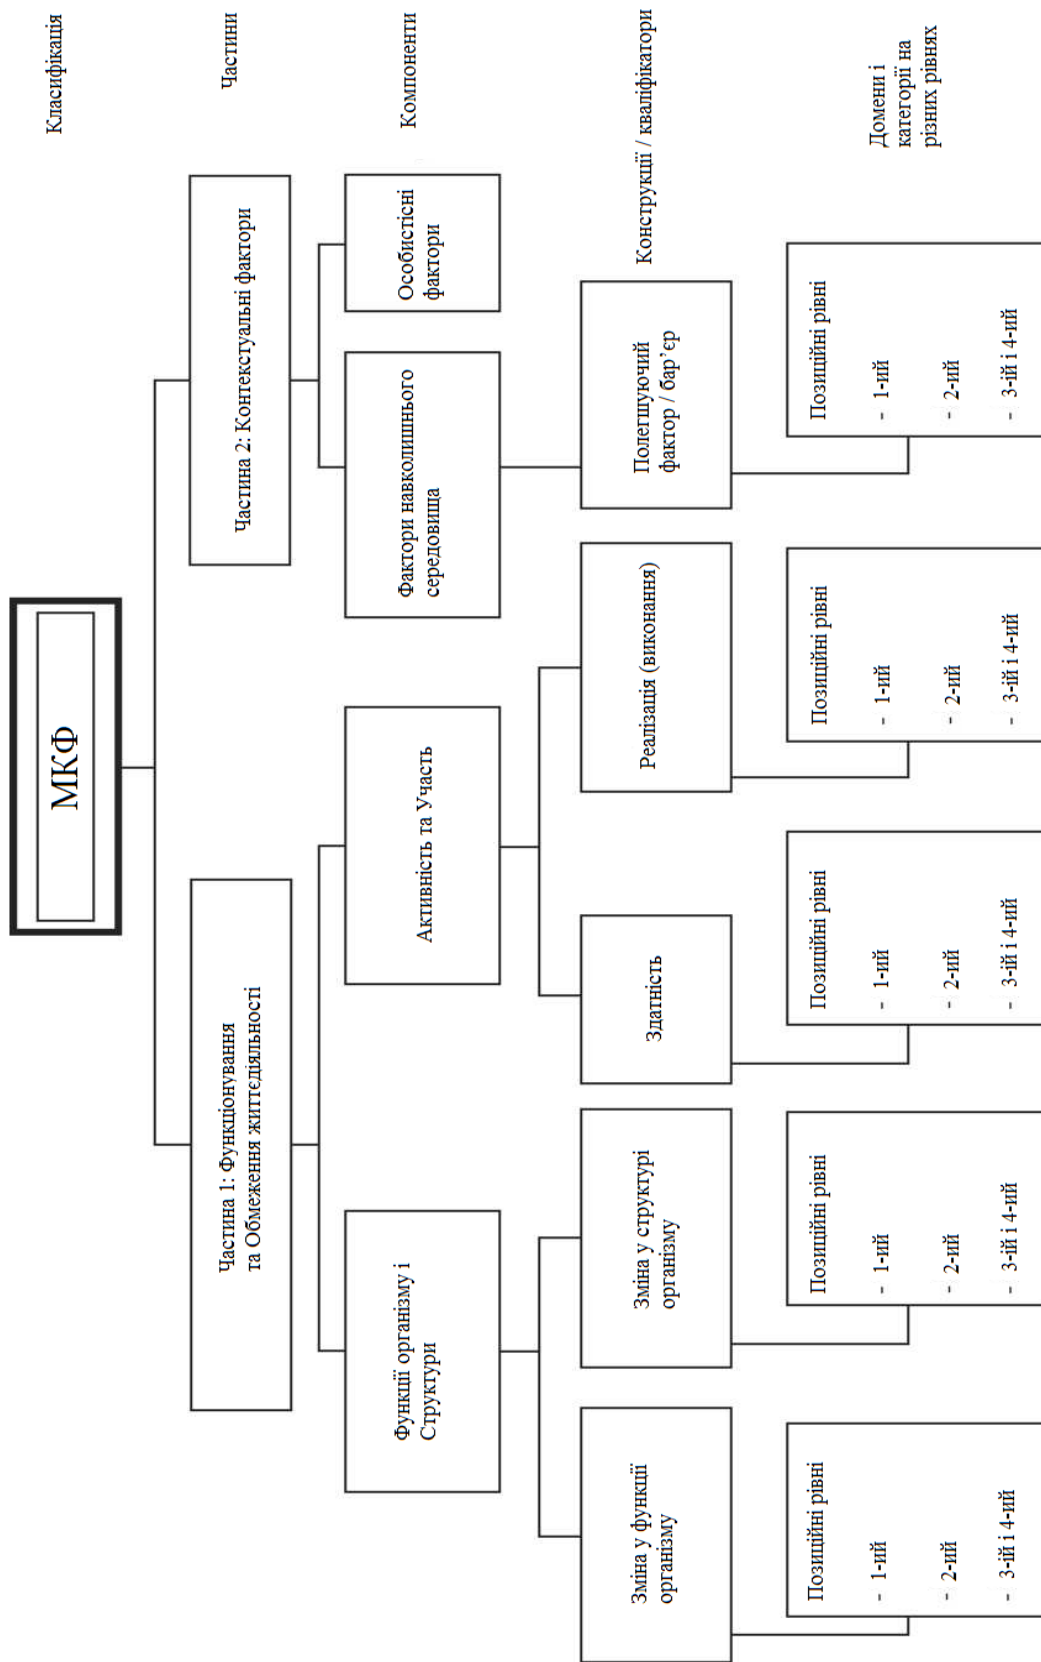 МКФ
Класифікація
Частина 1: Функціонування
та Обмеження життєдіяльності
Частина 2: Контекстуальні фактори
Частини
Функції організму і
Структури
Активність та Участь
Фактори навколишнього
середовища
Особистісні
фактори
Компоненти
Зміна у функції
організму
Зміна у структурі
організму
Здатність
Реалізація (виконання)
Полегшуючий
фактор / бар’єр
Конструкції / кваліфікатори
Позиційні рівні
- 1-ий
- 2-ий
- 3-ій і 4-ий
Позиційні рівні
- 1-ий
- 2-ий
- 3-ій і 4-ий
Позиційні рівні
- 1-ий
- 2-ий
- 3-ій і 4-ий
Позиційні рівні
- 1-ий
- 2-ий
- 3-ій і 4-ий
Позиційні рівні
- 1-ий
- 2-ий
- 3-ій і 4-ий
Домени і
категорії на
різних рівнях